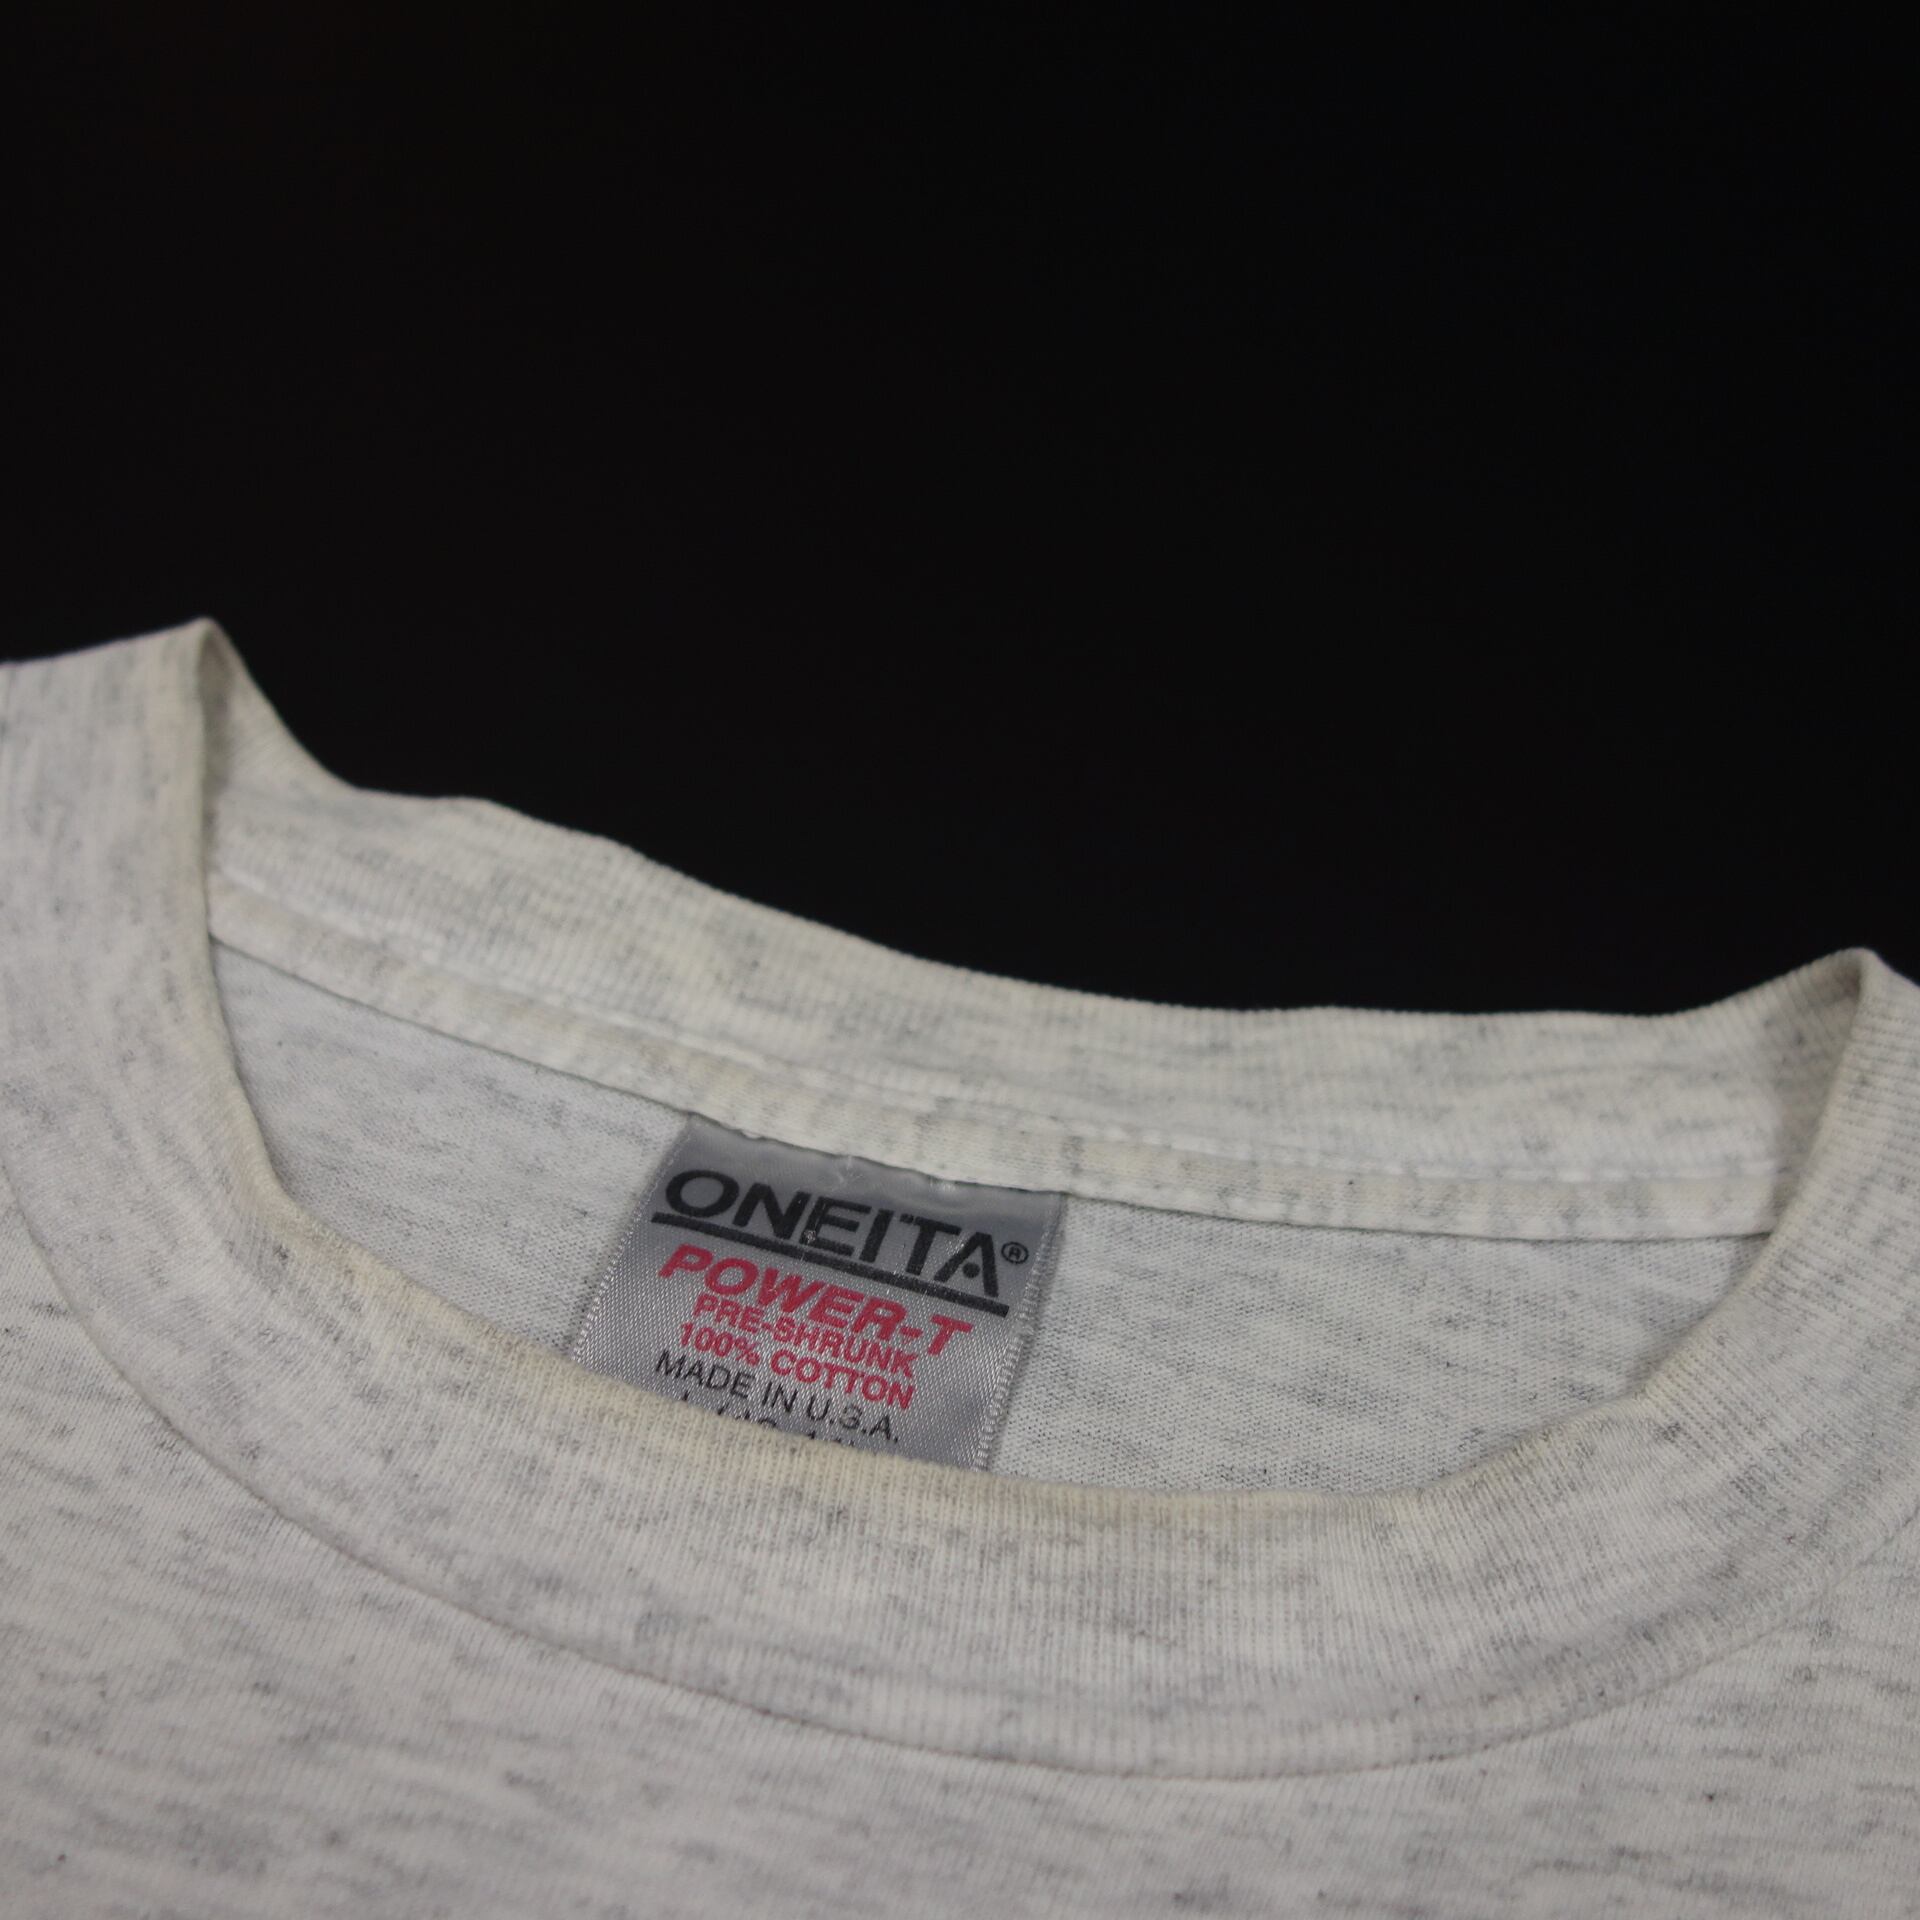 ONEITA®
POWER-T
PRE-SHRUNK
100% COTTON
MADE IN U.S.A.